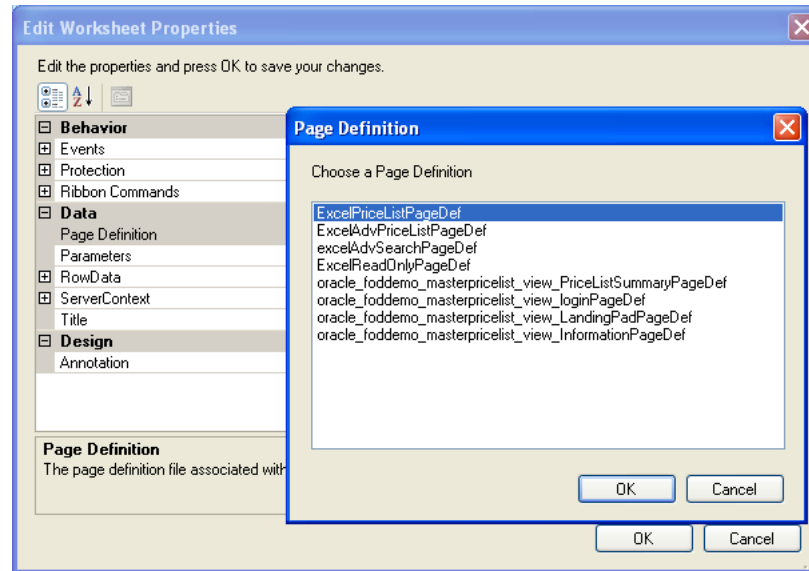 Edit Worksheet Properties
Edit the properties and press OK to save your changes.
Behavior
Events
Protection
Ribbon Commands
Data
Page Definition
Parameters
RowData
ServerContext
Title
Design
Annotation
Page Definition
The page definition file associated with
OK
Cancel
Page Definition
Choose a Page Definition
ExcelPriceListPageDef
ExcelAdvPriceListPageDef
excelAdvSearchPageDef
ExcelReadOnlyPageDef
oracle_foddemo_masterpricelist_view_PriceListSummaryPageDef
oracle_foddemo_masterpricelist_view_loginPageDef
oracle_foddemo_masterpricelist_view_LandingPadPageDef
oracle_foddemo_masterpricelist_view_InformationPageDef
OK
Cancel